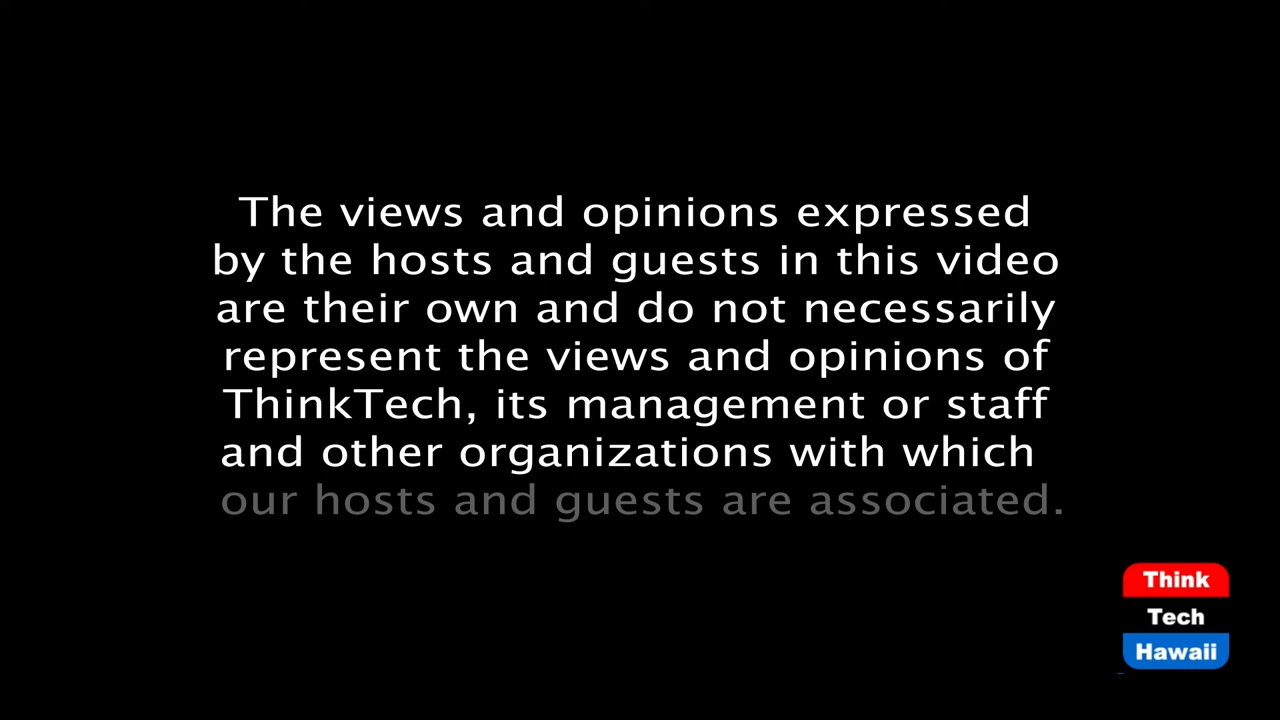 The views and opinions expressed
by the hosts and guests in this video
are their own and do not necessarily
represent the views and opinions of
ThinkTech, its management or staff
and other organizations with which
our hosts and guests are associated.
Think
Tech
Hawaii